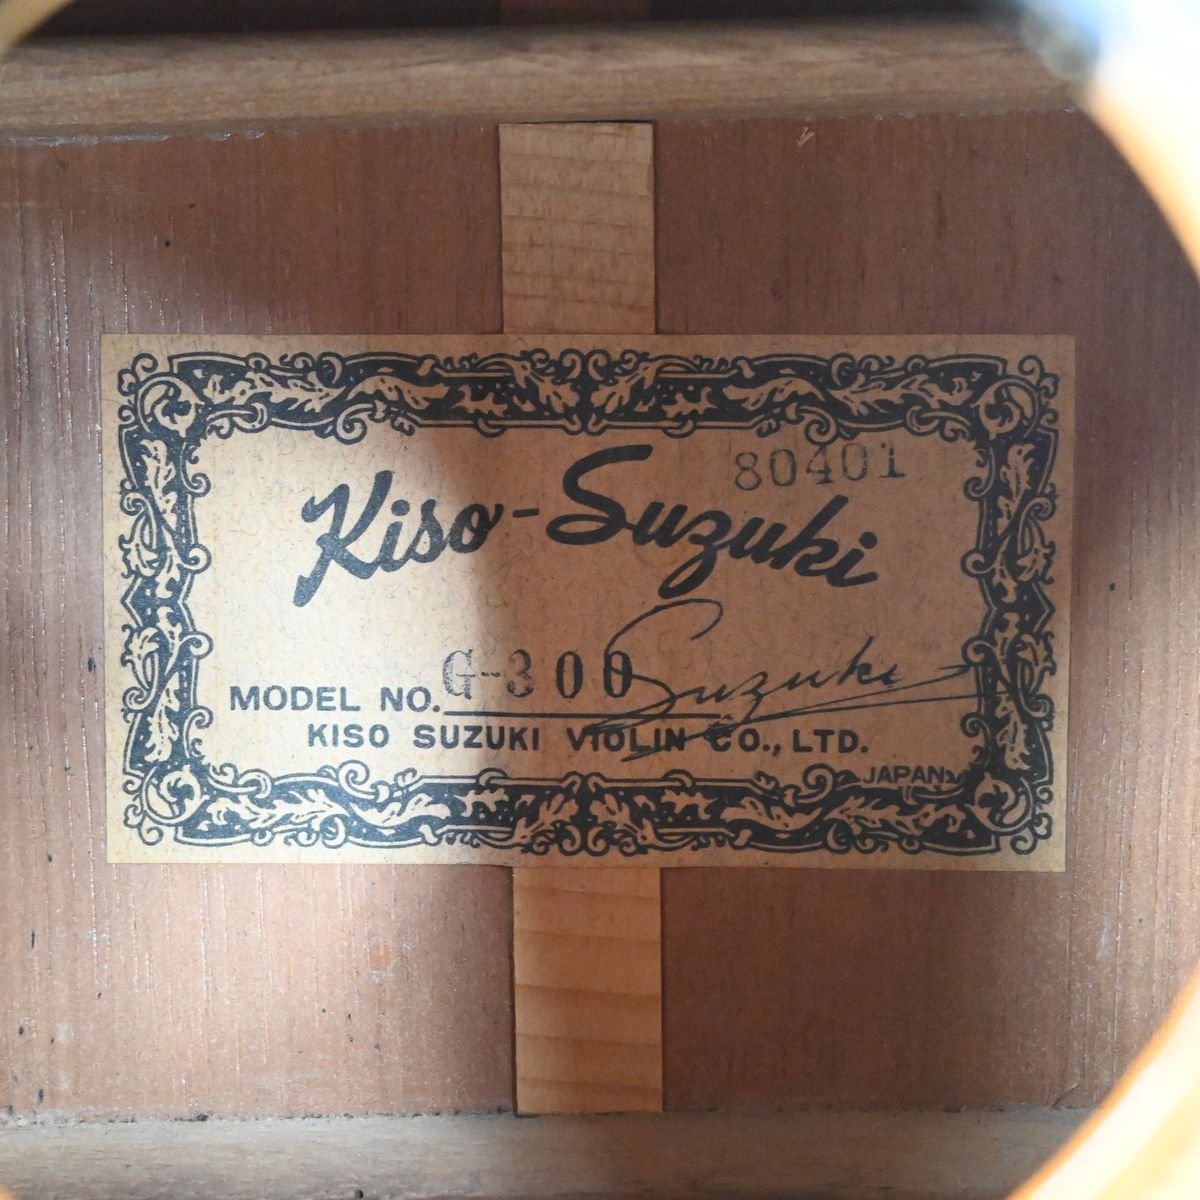 80401
Kiso-Suzuki
MODEL NO. G-300 Suzuki
KISO SUZUKI VIOLIN CO., LTD.
JAPAN